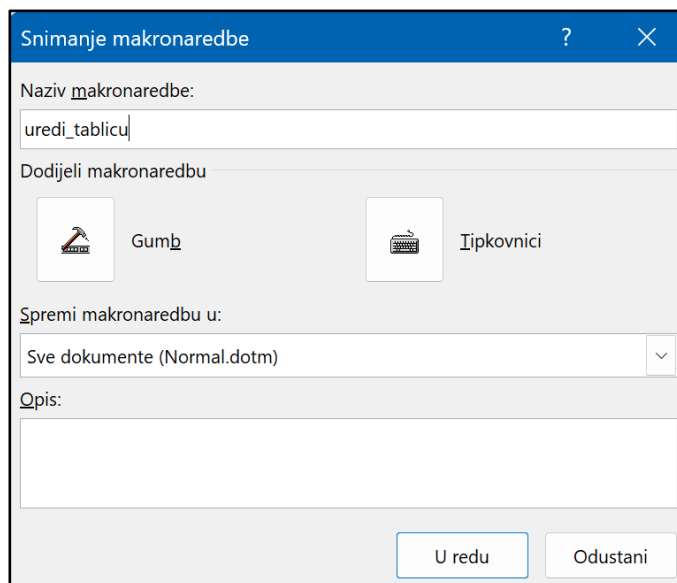 Snimanje makronaredbe ?
Naziv makronaredbe:
uredi_tablicu
Dodijeli makronaredbu
Gumb Tipkovnici
Spremi makronaredbu u:
Sve dokumente (Normal.dotm)
Opis:
U redu Odustani